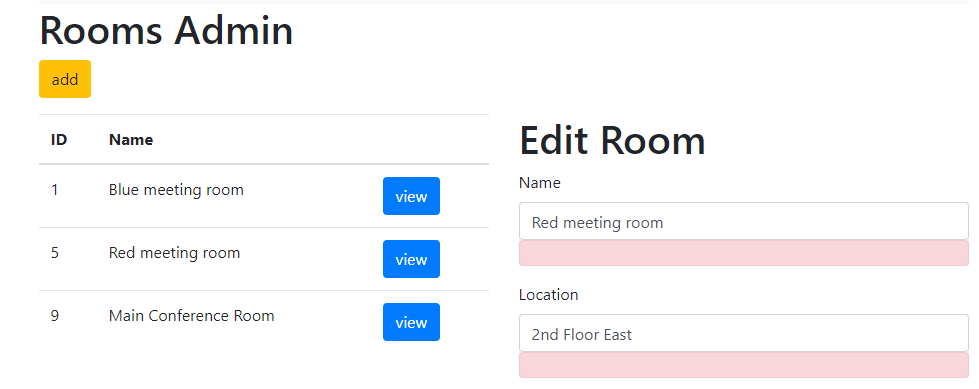 Rooms Admin
add
ID Name
1 Blue meeting room view
5 Red meeting room view
9 Main Conference Room view
Edit Room
Name
Red meeting room
Location
2nd Floor East